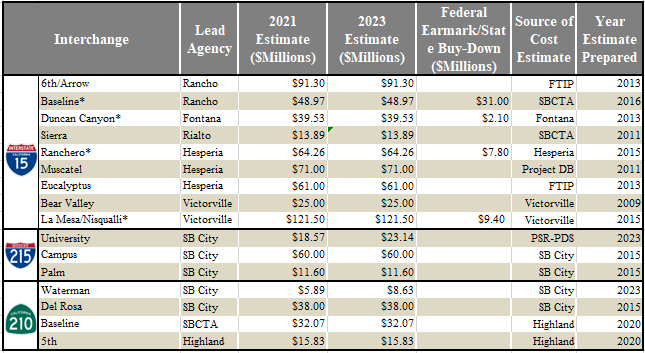 Interchange Lead Agency 2021 Estimate ($Millions) 2023 Estimate ($Millions) Federal Earmark/Stat e Buy-Down ($Millions) Source of Cost Estimate Year Estimate Prepared
INTERSTATE CALIFORNIA 15
6th/Arrow Rancho $91.30 $91.30 FTIP 2013
Baseline* Rancho $48.97 $48.97 $31.00 SBCTA 2016
Duncan Canyon* Fontana $39.53 $39.53 $2.10 Fontana 2013
Sierra Rialto $13.89 $13.89 SBCTA 2011
Ranchero* Hesperia $64.26 $64.26 $7.80 Hesperia 2015
Muscatel Hesperia $71.00 $71.00 Project DB 2011
Eucalyptus Hesperia $61.00 $61.00 FTIP 2013
Bear Valley Victorville $25.00 $25.00 Victorville 2009
La Mesa/Nisqualli* Victorville $121.50 $121.50 $9.40 Victorville 2015
215
University SB City $18.57 $23.14 PSR-PDS 2023
Campus SB City $60.00 $60.00 SB City 2015
Palm SB City $11.60 $11.60 SB City 2015
CALIFORNIA 210
Waterman SB City $5.89 $8.63 SB City 2023
Del Rosa SB City $38.00 $38.00 SB City 2015
Baseline SBCTA $32.07 $32.07 Highland 2020
5th Highland $15.83 $15.83 Highland 2020